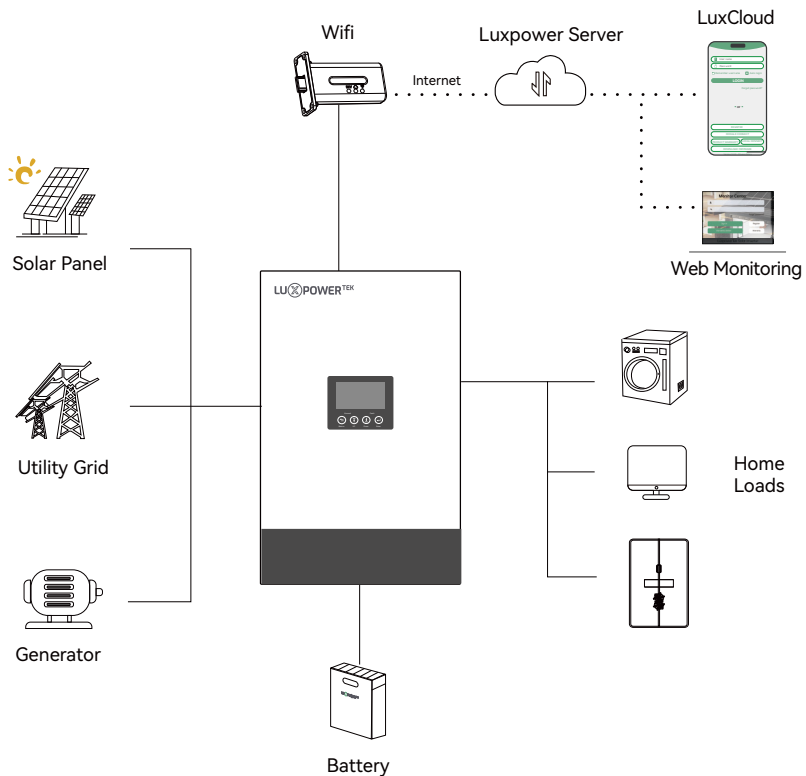 Wifi
Luxpower Server
LuxCloud
Internet
Solar Panel
Web Monitoring
LUXPOWERTEK
Utility Grid
Home
Loads
Generator
Battery